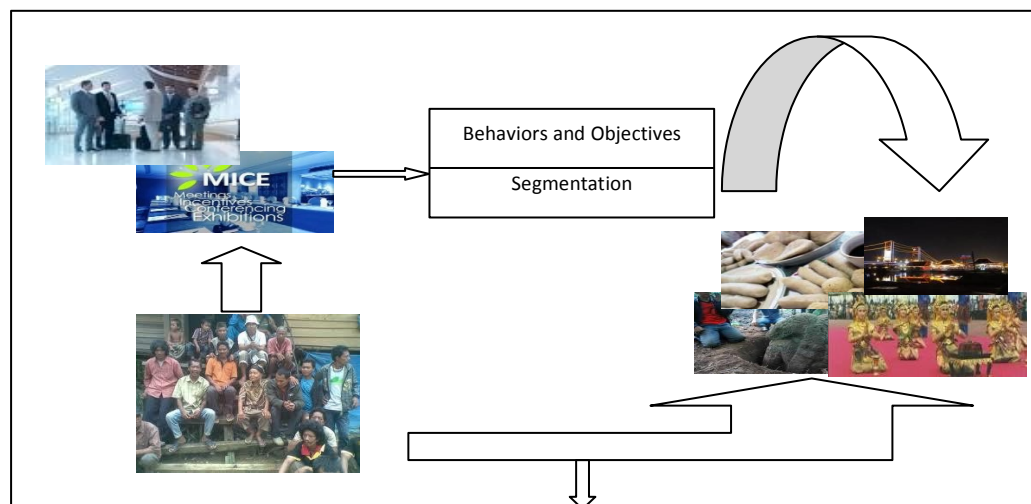 Behaviors and Objectives
Segmentation
MICE
Meetings
Incentives
Conferencing
Exhibitions